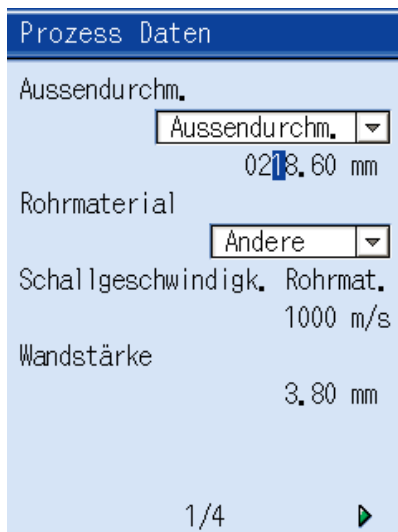 Prozess Daten
Aussendurchm.
Aussendurchm.
0218.60 mm
Rohrmaterial
Andere
Schallgeschwindigk. Rohrmat.
1000 m/s
Wandstärke
3.80 mm
1/4